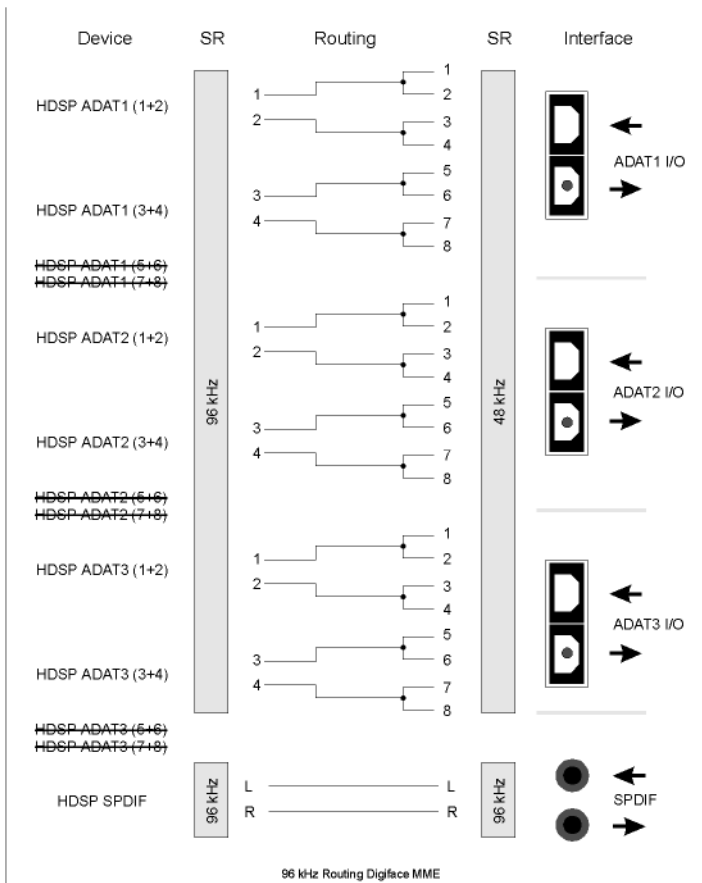 Device SR Routing SR Interface
HDSP ADAT1 (1+2)
1
2
1
2
3
4
ADAT1 I/O
HDSP ADAT1 (3+4)
3
4
5
6
7
8
HDSP ADAT1 (5+6)
HDSP ADAT1 (7+8)
HDSP ADAT2 (1+2)
1
2
1
2
3
4
96 kHz
48 kHz
ADAT2 I/O
HDSP ADAT2 (3+4)
3
4
5
6
7
8
HDSP ADAT2 (5+6)
HDSP ADAT2 (7+8)
HDSP ADAT3 (1+2)
1
2
1
2
3
4
ADAT3 I/O
HDSP ADAT3 (3+4)
3
4
5
6
7
8
HDSP ADAT3 (5+6)
HDSP ADAT3 (7+8)
HDSP SPDIF
96 kHz
L L
R R
96 kHz
SPDIF
96 kHz Routing Digiface MME